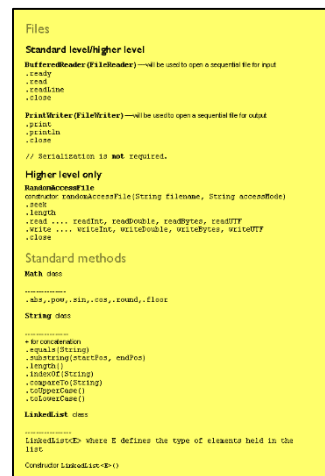 Files
Standard level/higher level
BufferedReader(FileReader)—will be used to open a sequential file for input
.ready
.read
.readLine
.close
PrintWriter(FileWriter)—will be used to open a sequential file for output
.print
.println
.close
// Serialization is not required.
Higher level only
RandomAccessFile
constructor randomAccessFile(String filename, String accessMode)
.seek
.length
.read .... readInt, readDouble, readBytes, readUTF
.write .... writeInt, writeDouble, writeBytes, writeUTF
.close
Standard methods
Math class
----------------
.abs,.pow,.sin,.cos,.round,.floor
String class
----------------
+ for concatenation
.equals(String)
.substring(startPos, endPos)
.length()
.indexOf(String)
.compareTo(String)
.toUpperCase()
.toLowerCase()
LinkedList class
----------------
LinkedList<E> where E defines the type of elements held in the
list
Constructor LinkedList<E>()